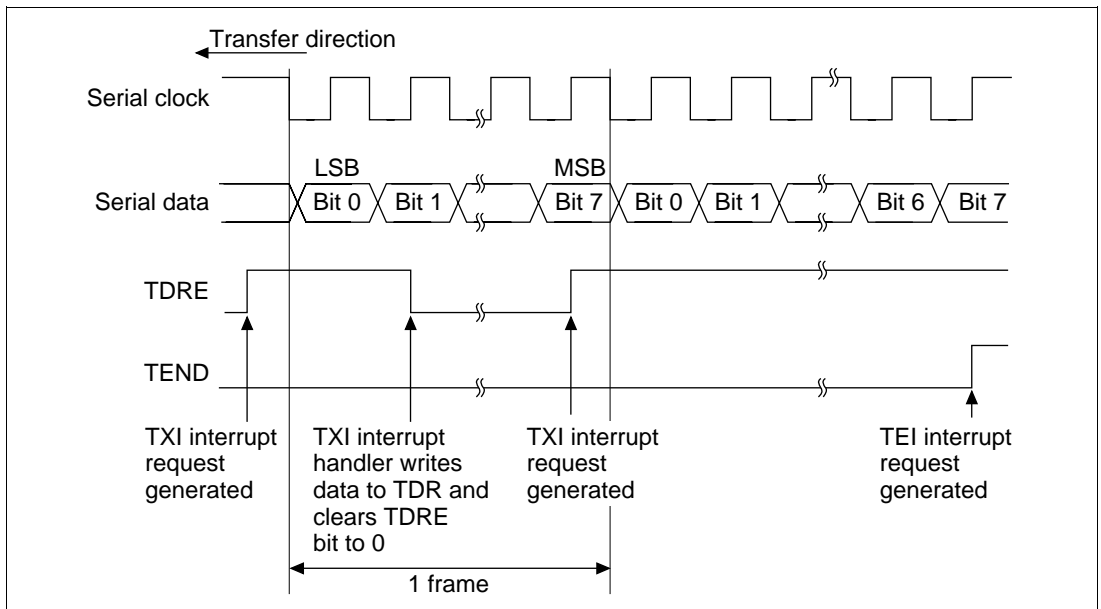 Transfer direction
Serial clock
LSB
MSB
Serial data
Bit 0
Bit 1
Bit 7
Bit 0
Bit 1
Bit 6
Bit 7
TDRE
TEND
TXI interrupt
request
generated
TXI interrupt
handler writes
data to TDR and
clears TDRE
bit to 0
TXI interrupt
request
generated
TEI interrupt
request
generated
1 frame